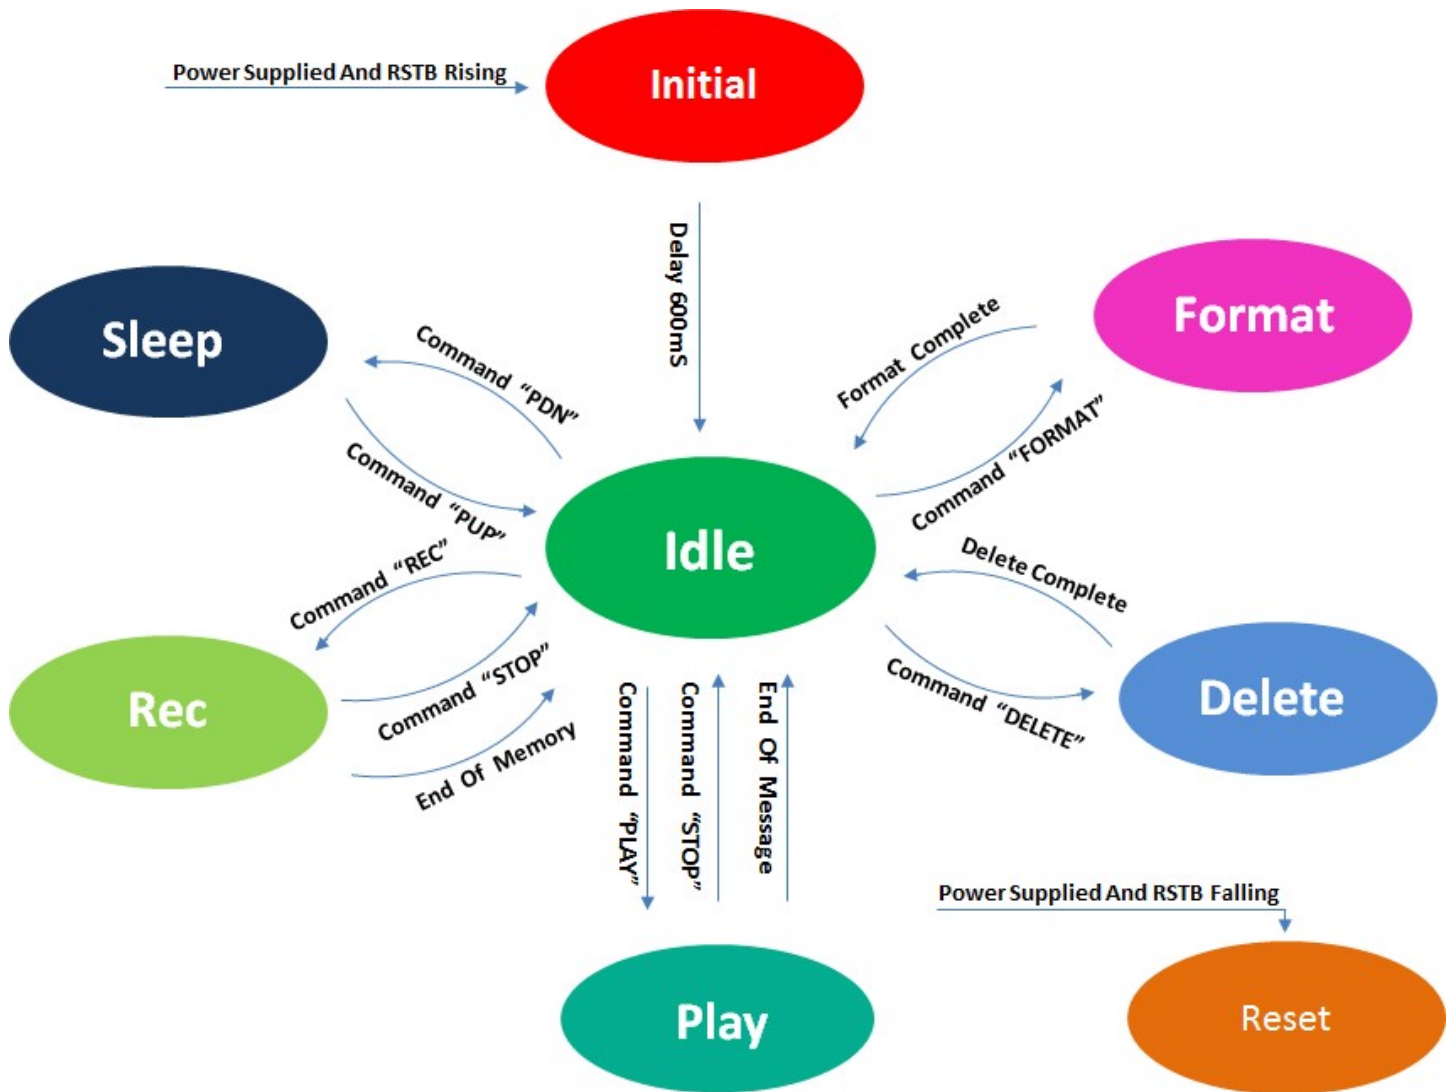 Power Supplied And RSTB Rising
Initial
Delay 600mS
Sleep
Format
Command “PDN”
Command “PUP”
Format Complete
Command “FORMAT”
Idle
Command “REC”
Command “STOP”
End Of Memory
Rec
Delete Complete
Command “DELETE”
Delete
Command “PLAY”
Command “STOP”
End Of Message
Power Supplied And RSTB Falling
Play
Reset